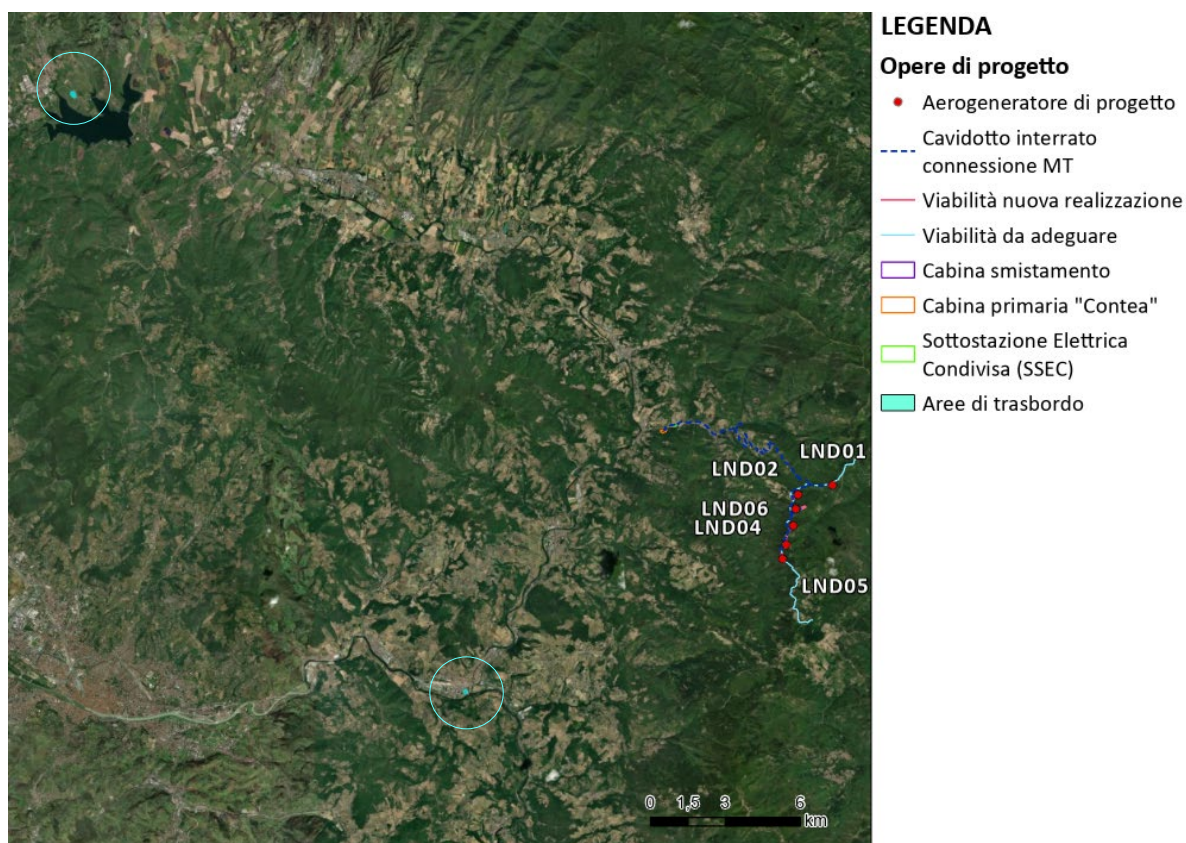 LEGENDA
Opere di progetto
Aerogeneratore di progetto
Cavidotto interrato
connessione MT
Viabilità nuova realizzazione
Viabilità da adeguare
Cabina smistamento
Cabina primaria "Contea"
Sottostazione Elettrica
Condivisa (SSEC)
Aree di trasbordo
LND01
LND02
LND06
LND04
LND05
0 1,5 3 6
km